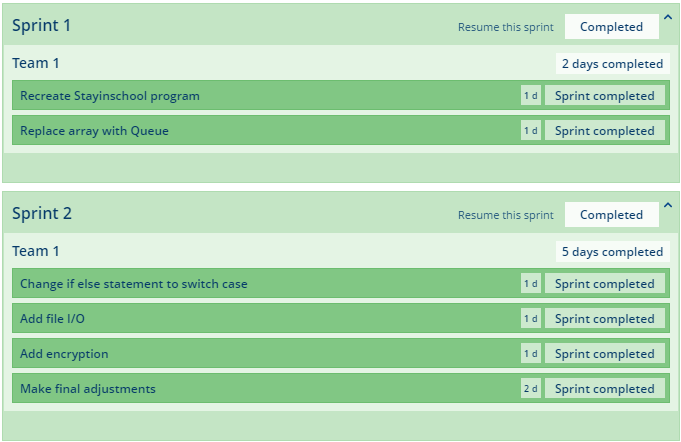 Sprint 1 Resume this sprint Completed
Team 1 2 days completed
Recreate Stayinschool program 1 d Sprint completed
Replace array with Queue 1 d Sprint completed
Sprint 2 Resume this sprint Completed
Team 1 5 days completed
Change if else statement to switch case 1 d Sprint completed
Add file I/O 1 d Sprint completed
Add encryption 1 d Sprint completed
Make final adjustments 2 d Sprint completed